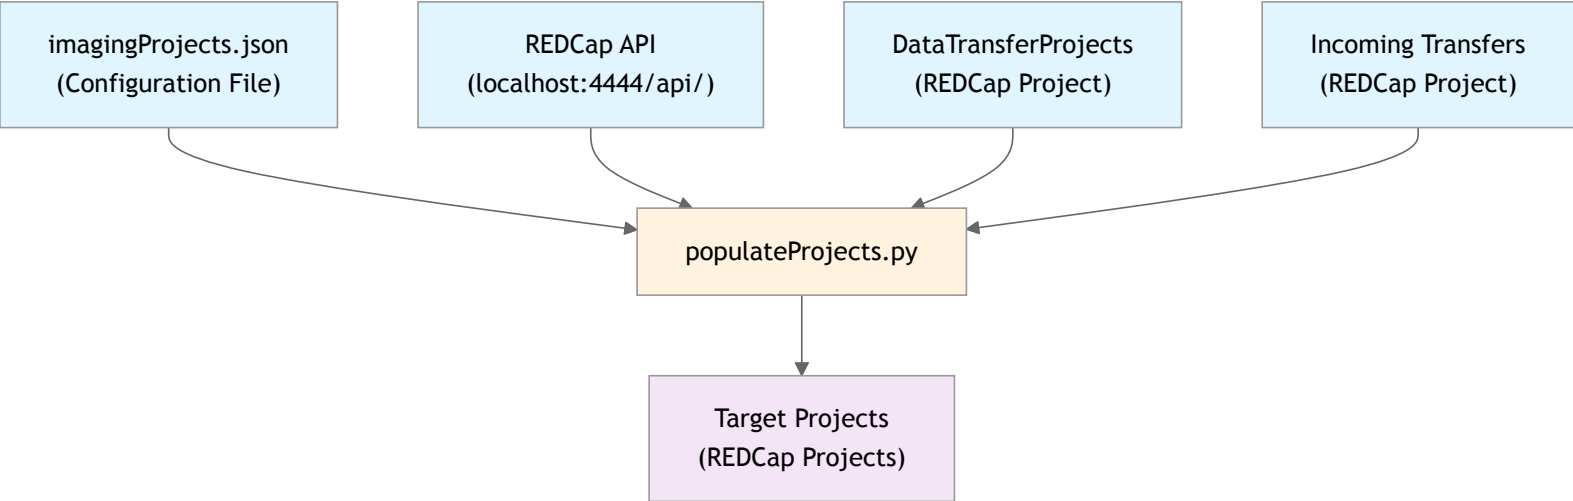 imagingProjects.json
(Configuration File)
REDCap API
(localhost:4444/api/)
DataTransferProjects
(REDCap Project)
Incoming Transfers
(REDCap Project)
populateProjects.py
Target Projects
(REDCap Projects)